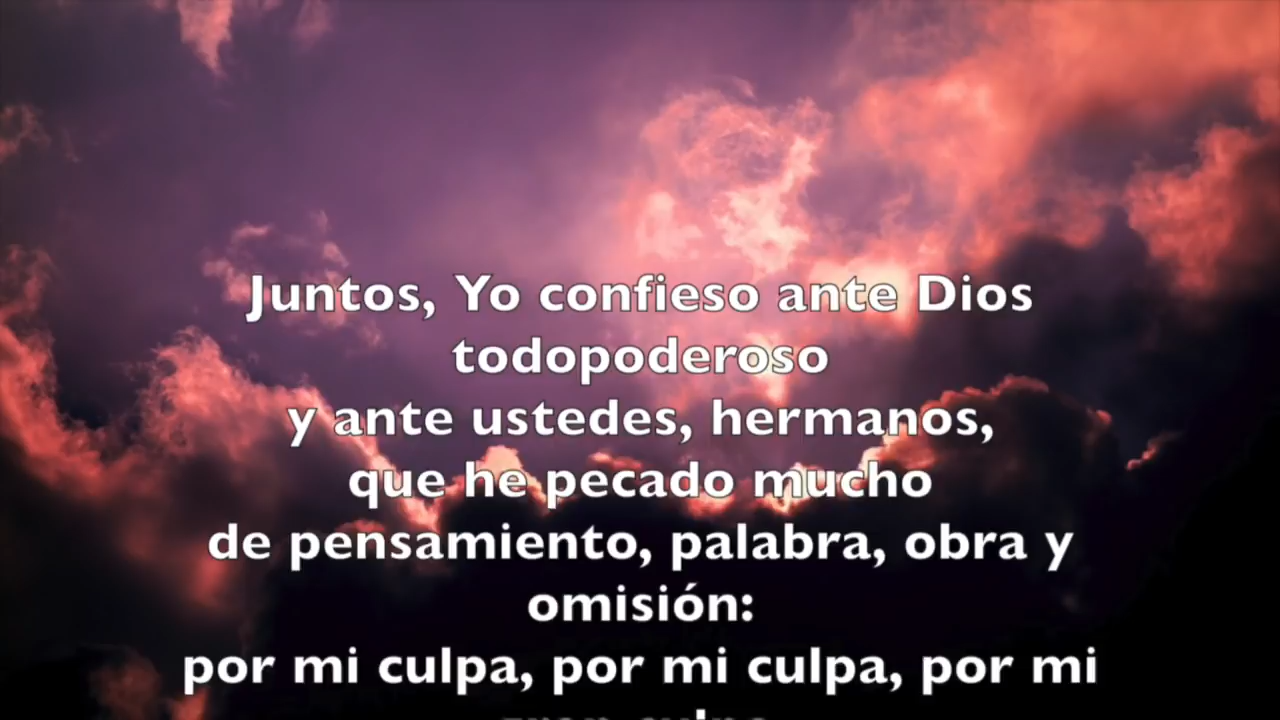 Juntos, Yo confieso ante Dios
todopoderoso
y ante ustedes, hermanos,
que he pecado mucho
de pensamiento, palabra, obra y
omisión:
por mi culpa, por mi culpa, por mi